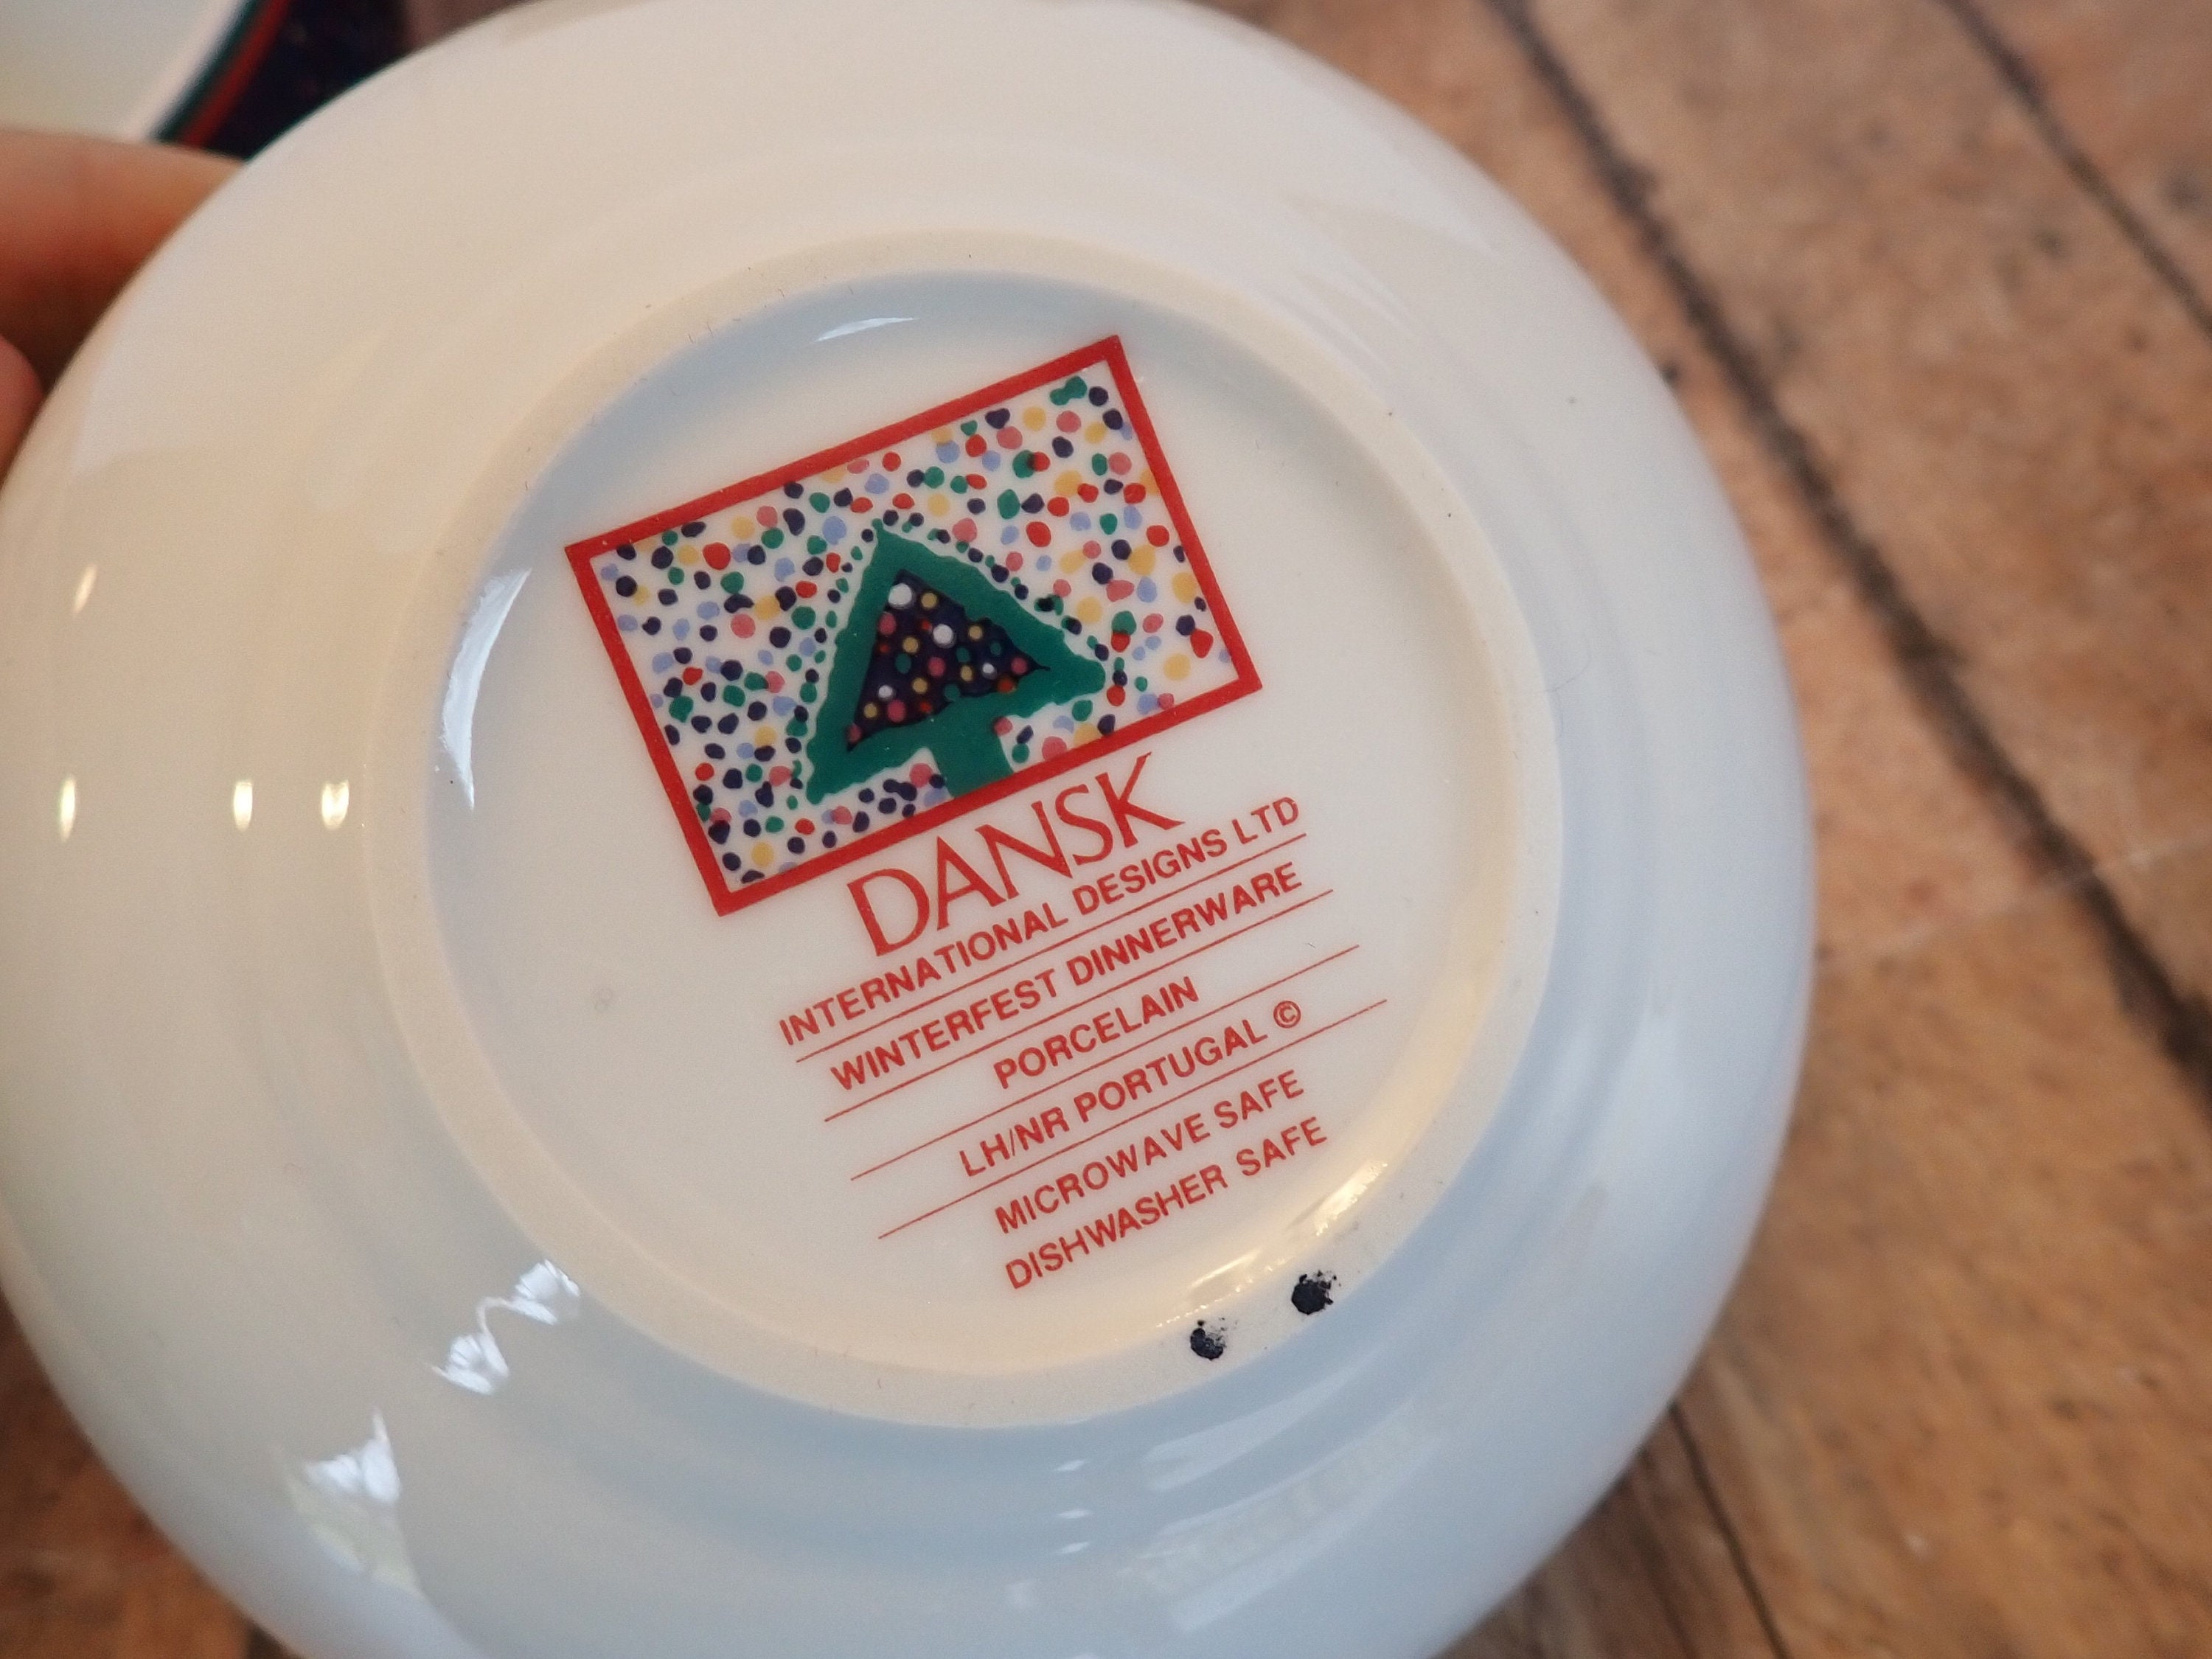 DANSK
INTERNATIONAL DESIGNS LTD
WINTERFEST DINNERWARE
PORCELAIN
LH/NR PORTUGAL ©
MICROWAVE SAFE
DISHWASHER SAFE